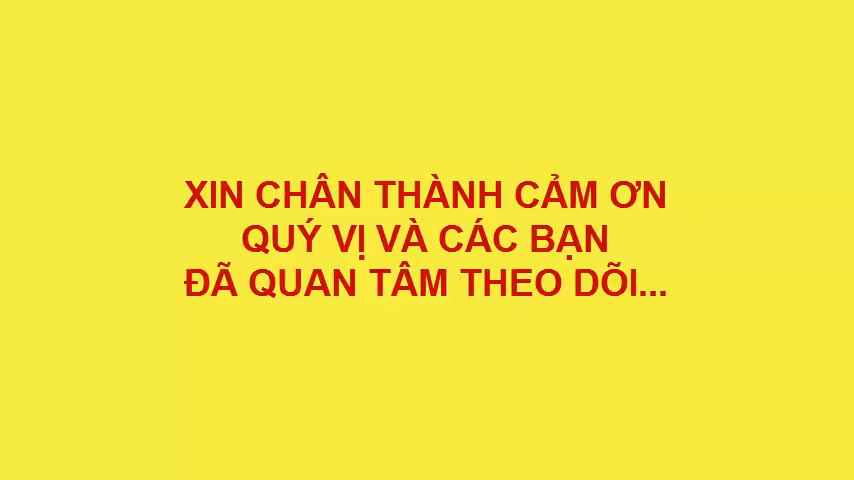 XIN CHÂN THÀNH CẢM ƠN
QUÝ VỊ VÀ CÁC BẠN
ĐÃ QUAN TÂM THEO DÕI...